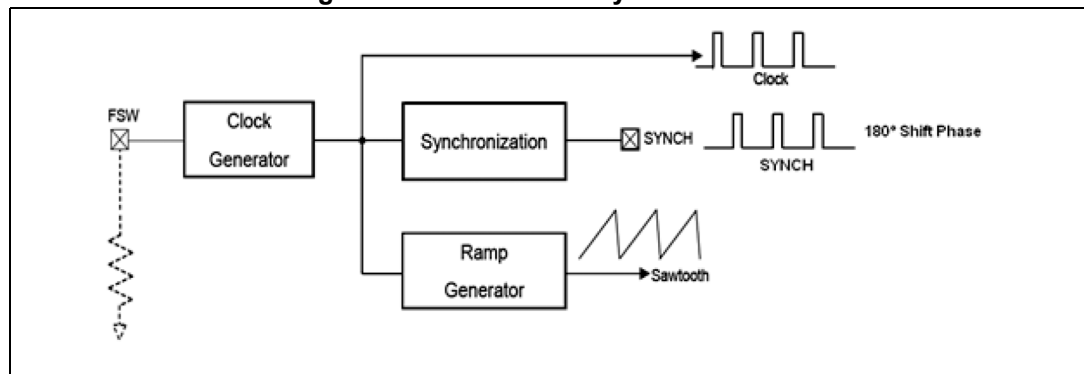 FSW
Clock
Generator
Synchronization
SYNCH
Ramp
Generator
Clock
180° Shift Phase
SYNCH
Sawtooth